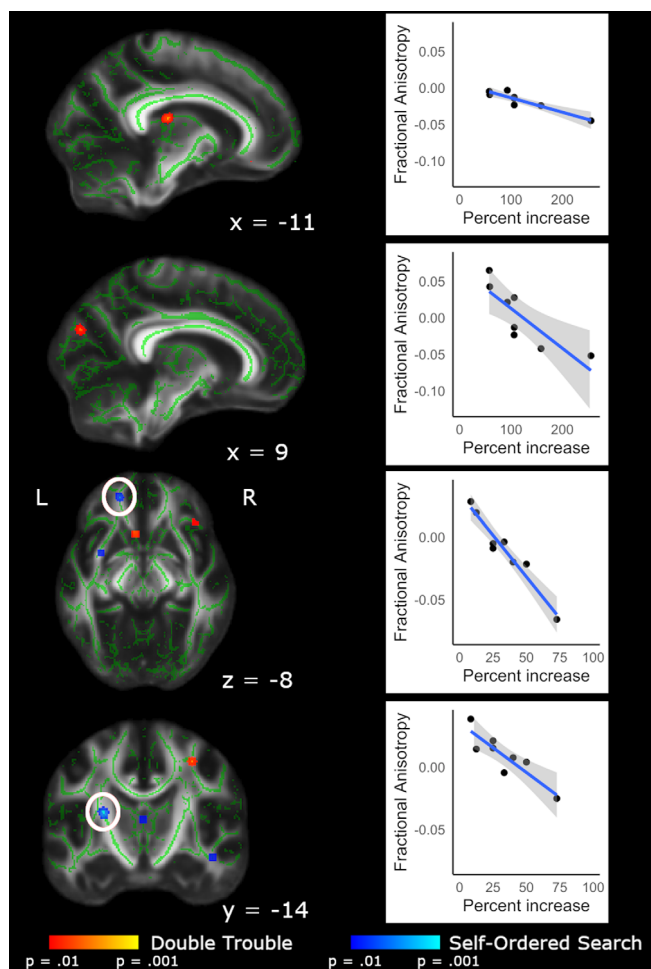 Fractional Anisotropy
0.05
0.00
-0.05
-0.10
0 100 200
Percent increase
x = -11
Fractional Anisotropy
0.05
0.00
-0.05
-0.10
0 100 200
Percent increase
x = 9
L R
Fractional Anisotropy
0.00
-0.05
0 25 50 75 100
Percent increase
z = -8
Fractional Anisotropy
0.00
-0.05
0 25 50 75 100
Percent increase
y = -14
Double Trouble
p = .01 p = .001
Self-Ordered Search
p = .01 p = .001